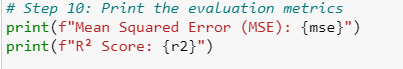 # Step 10: Print the evaluation metrics
print(f"Mean Squared Error (MSE): {mse}")
print(f"R² Score: {r2}")